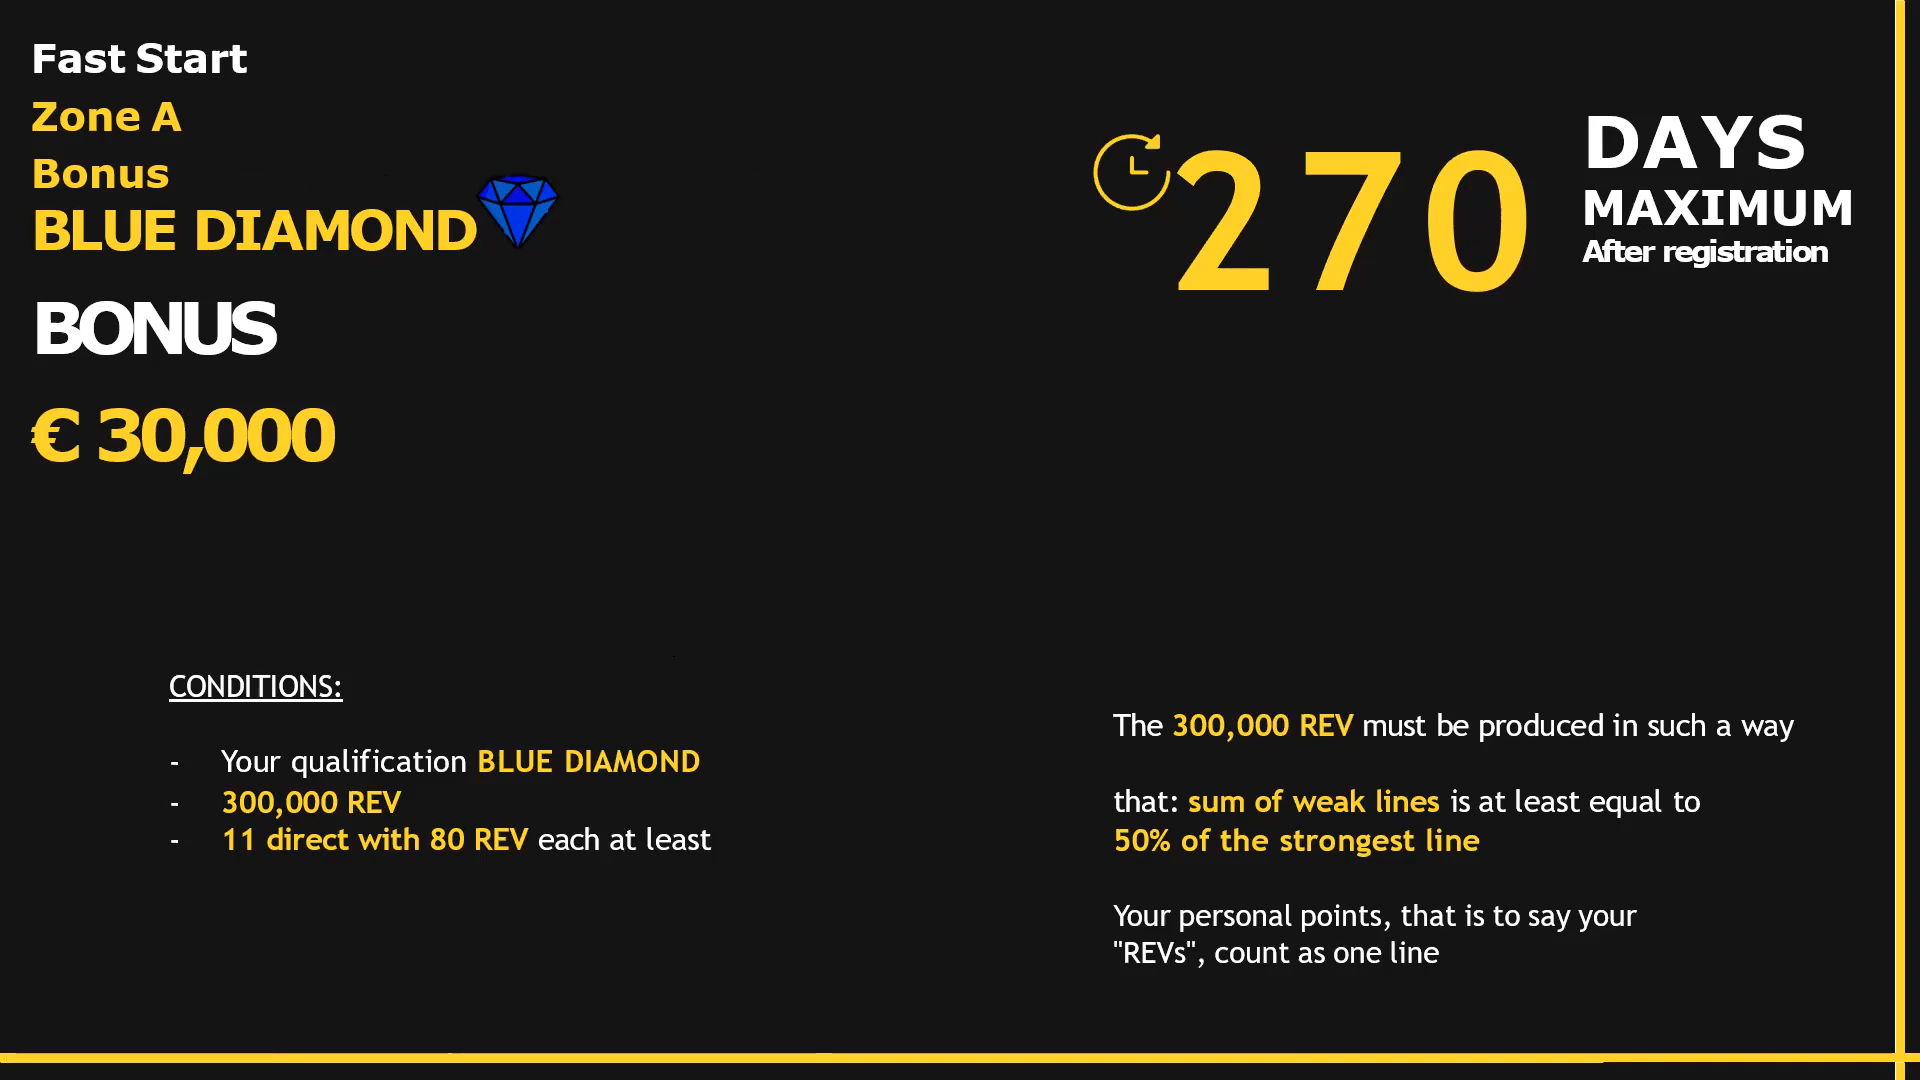 Fast Start
Zone A
Bonus
BLUE DIAMOND
BONUS
€ 30,000
270
DAYS
MAXIMUM
After registration
CONDITIONS:
- Your qualification BLUE DIAMOND
- 300,000 REV
- 11 direct with 80 REV each at least
The 300,000 REV must be produced in such a way
that: sum of weak lines is at least equal to
50% of the strongest line
Your personal points, that is to say your
"REVs", count as one line